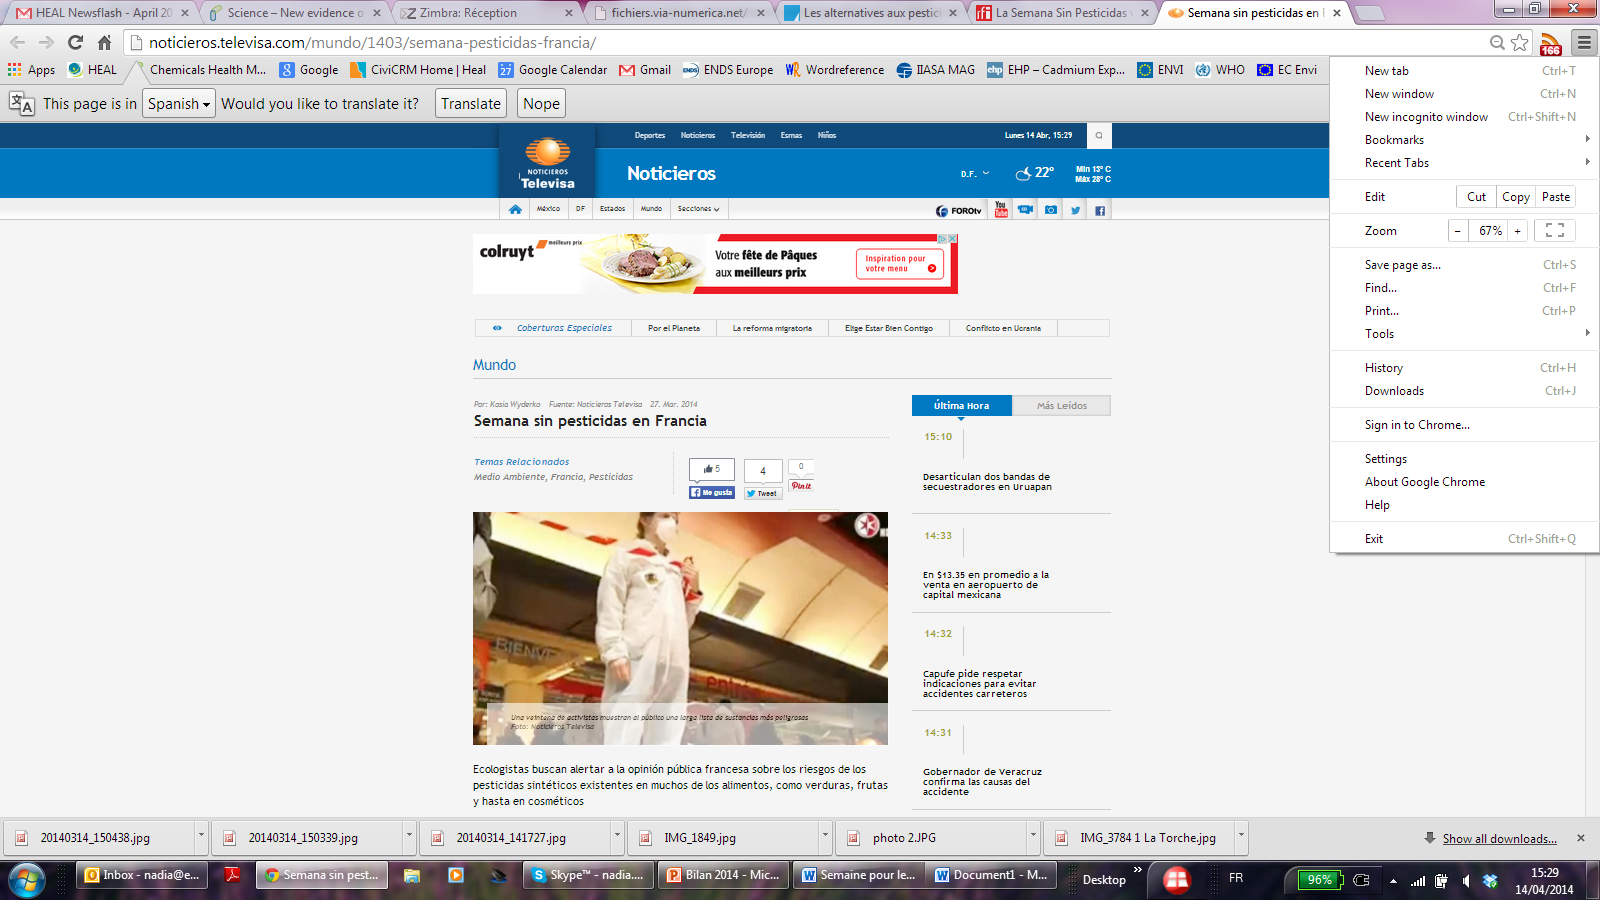 HEAL Newsflash - April 20
Science – New evidence o
Zimbra: Réception
fichiers.via-numerica.net/
Les alternatives aux pestici
La Semana Sin Pesticidas
Semana sin pesticidas en
noticieros.televisa.com/mundo/1403/semana-pesticidas-francia/
166
Apps
HEAL
Chemicals Health M...
Google
CiviCRM Home | Heal
Google Calendar
Gmail
ENDS Europe
Wordreference
IIASA MAG
EHP – Cadmium Exp...
ENVI
WHO
EC Envi
This page is in Spanish Would you like to translate it? Translate Nope
New tab Ctrl+T
New window Ctrl+N
New incognito window Ctrl+Shift+N
Bookmarks
Recent Tabs
Edit Cut Copy Paste
Zoom − 67% +
Save page as... Ctrl+S
Find... Ctrl+F
Print... Ctrl+P
Tools
History Ctrl+H
Downloads Ctrl+J
Sign in to Chrome...
Settings
About Google Chrome
Help
Exit Ctrl+Shift+Q
Deportes Noticieros Televisión Esmas Niños Lunes 14 Abr, 15:29
NOTICIEROS
Televisa
Noticieros
D.F. 22° Min 13° C
Máx 28° C
México DF Estados Mundo Secciones
FOROtv You Tube
colruyt meilleurs prix
Votre fête de Pâques
aux meilleurs prix
Inspiration pour
votre menu
Coberturas Especiales Por el Planeta La reforma migratoria Elige Estar Bien Contigo Conflicto en Ucrania
Mundo
Por: Kasia Wyderko Fuente: Noticieros Televisa 27. Mar. 2014
Semana sin pesticidas en Francia
Temas Relacionados
Medio Ambiente, Francia, Pesticidas
5
Me gusta
4
Tweet
0
Pin it
BIENVENI
entrée
Una veintena de activistas muestran al público una larga lista de sustancias más peligrosas
Foto: Noticieros Televisa
Ecologistas buscan alertar a la opinión pública francesa sobre los riesgos de los
pesticidas sintéticos existentes en muchos de los alimentos, como verduras, frutas
y hasta en cosméticos
Última Hora Más Leídos
15:10
Desarticulan dos bandas de
secuestradores en Uruapan
14:33
En $13.35 en promedio a la
venta en aeropuerto de
capital mexicana
14:32
Capufe pide respetar
indicaciones para evitar
accidentes carreteros
14:31
Gobernador de Veracruz
confirma las causas del
accidente
20140314_150438.jpg
20140314_150339.jpg
20140314_141727.jpg
IMG_1849.jpg
photo 2.JPG
IMG_3784 1 La Torche.jpg
Show all downloads...
Inbox - nadia@e...
Semana sin pest...
Skype™ - nadia....
Bilan 2014 - Mic...
Semaine pour le...
Document1 - M...
Desktop
FR
96%
15:29
14/04/2014